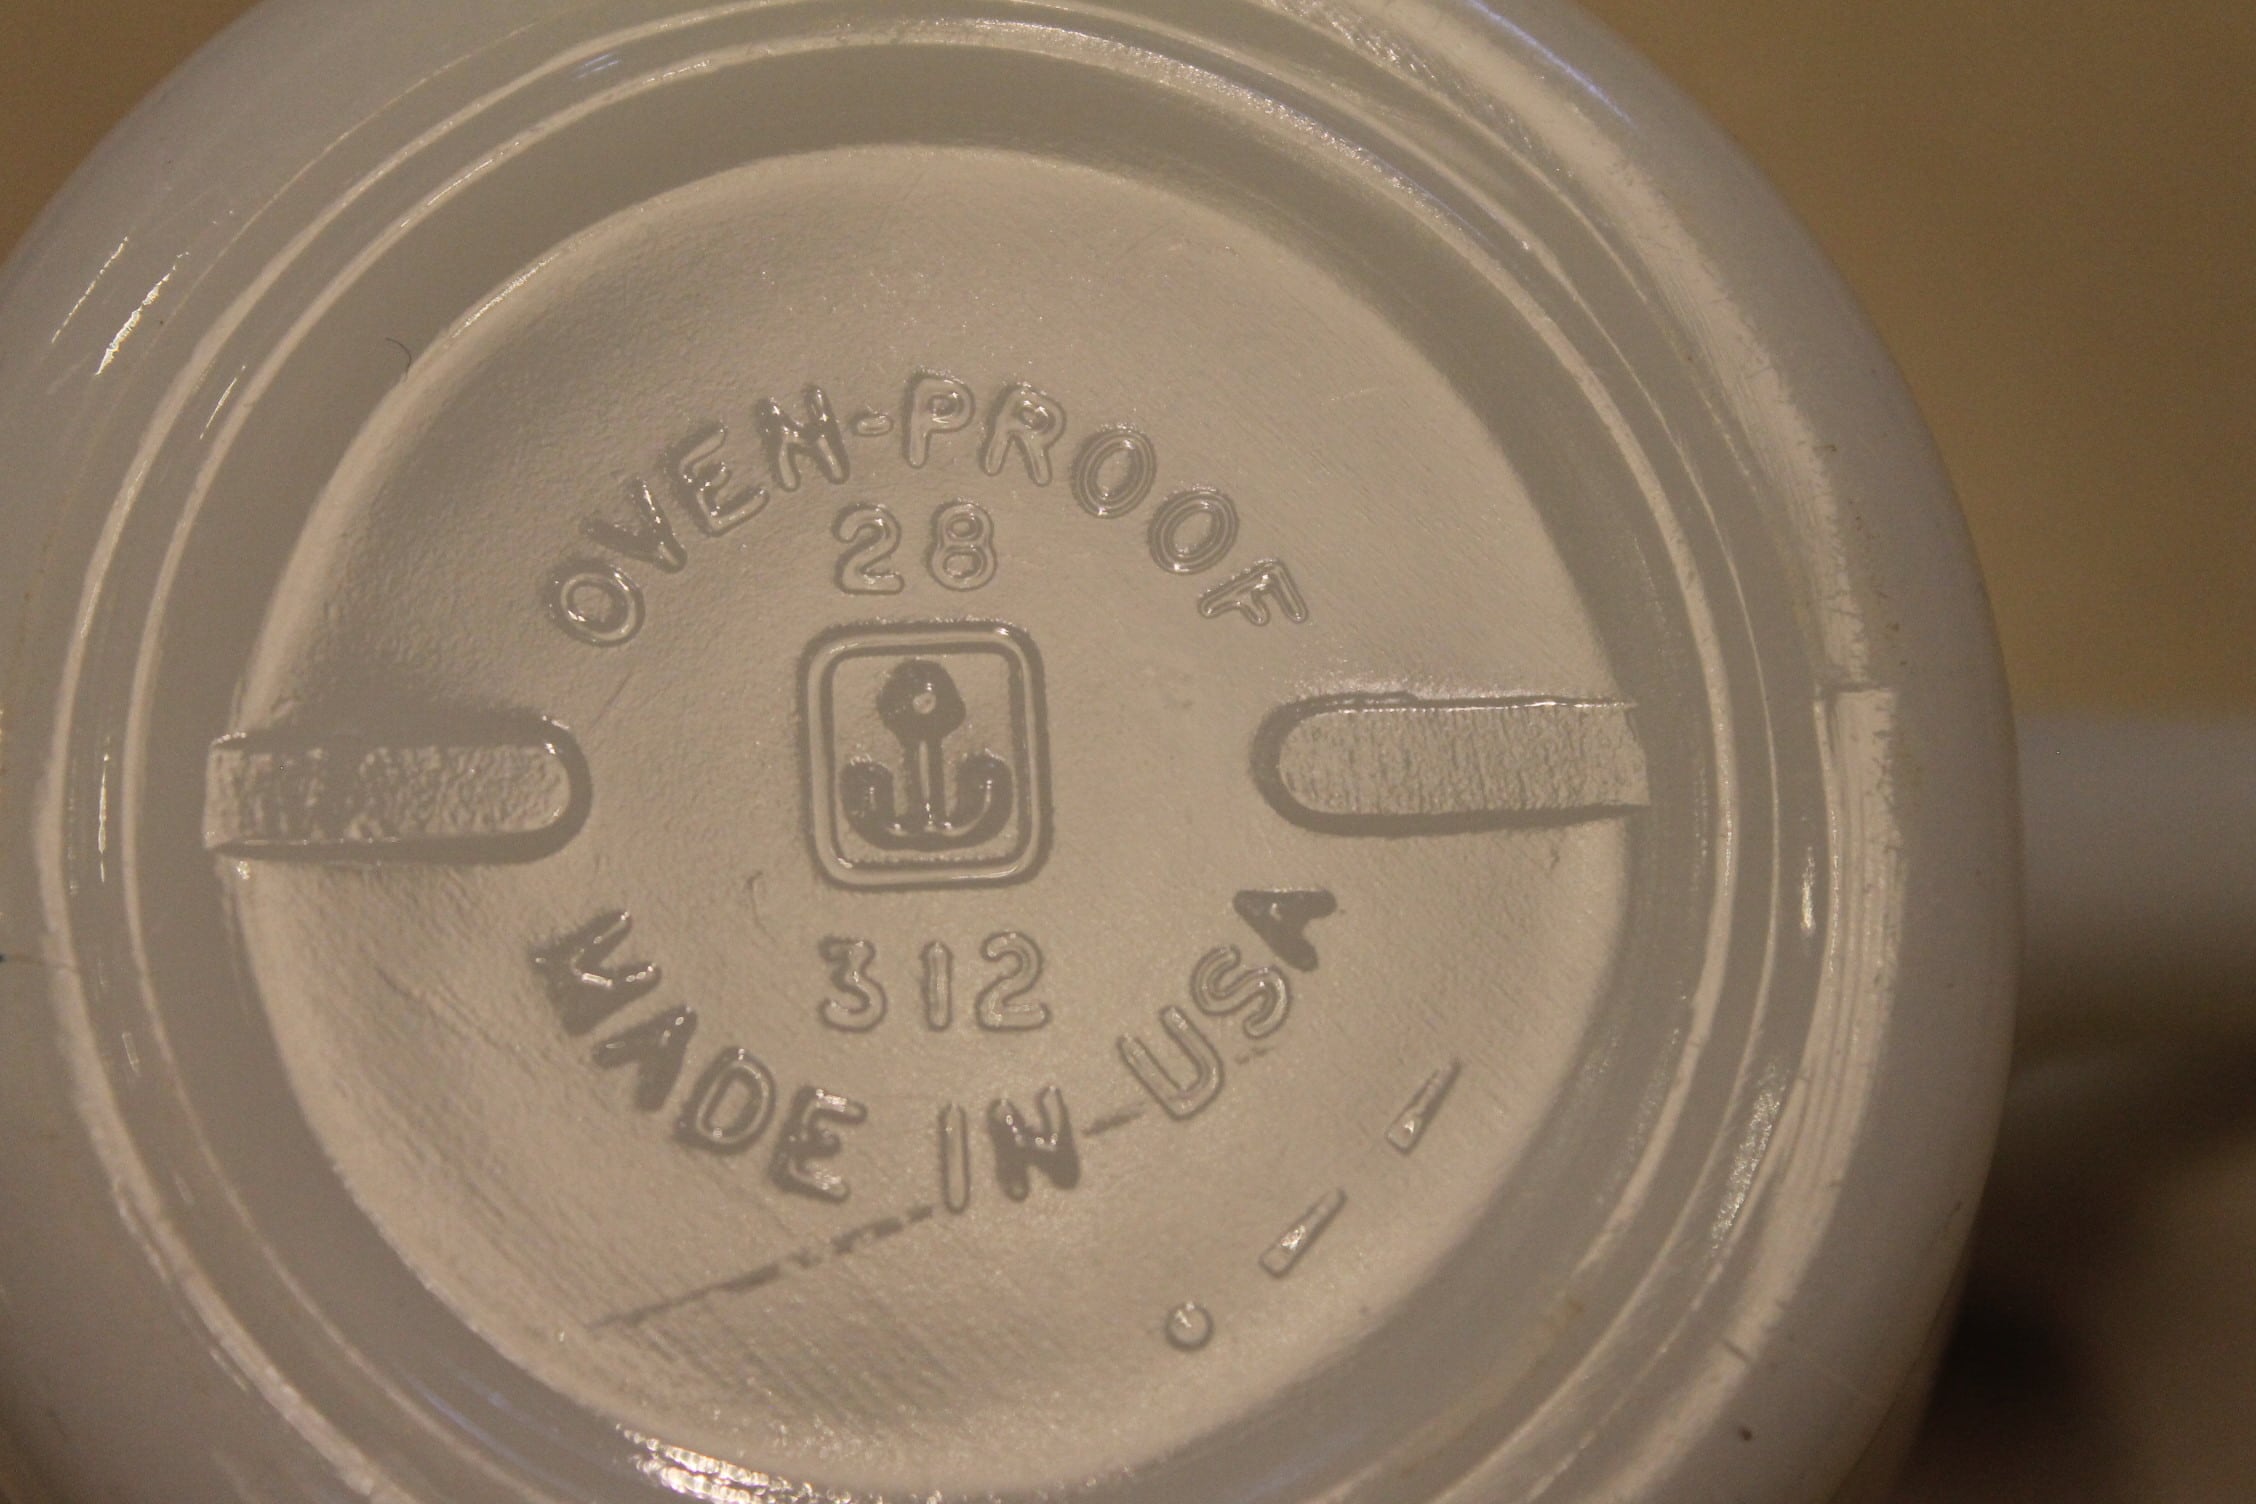 OVEN-PROOF
28
312
MADE IN USA